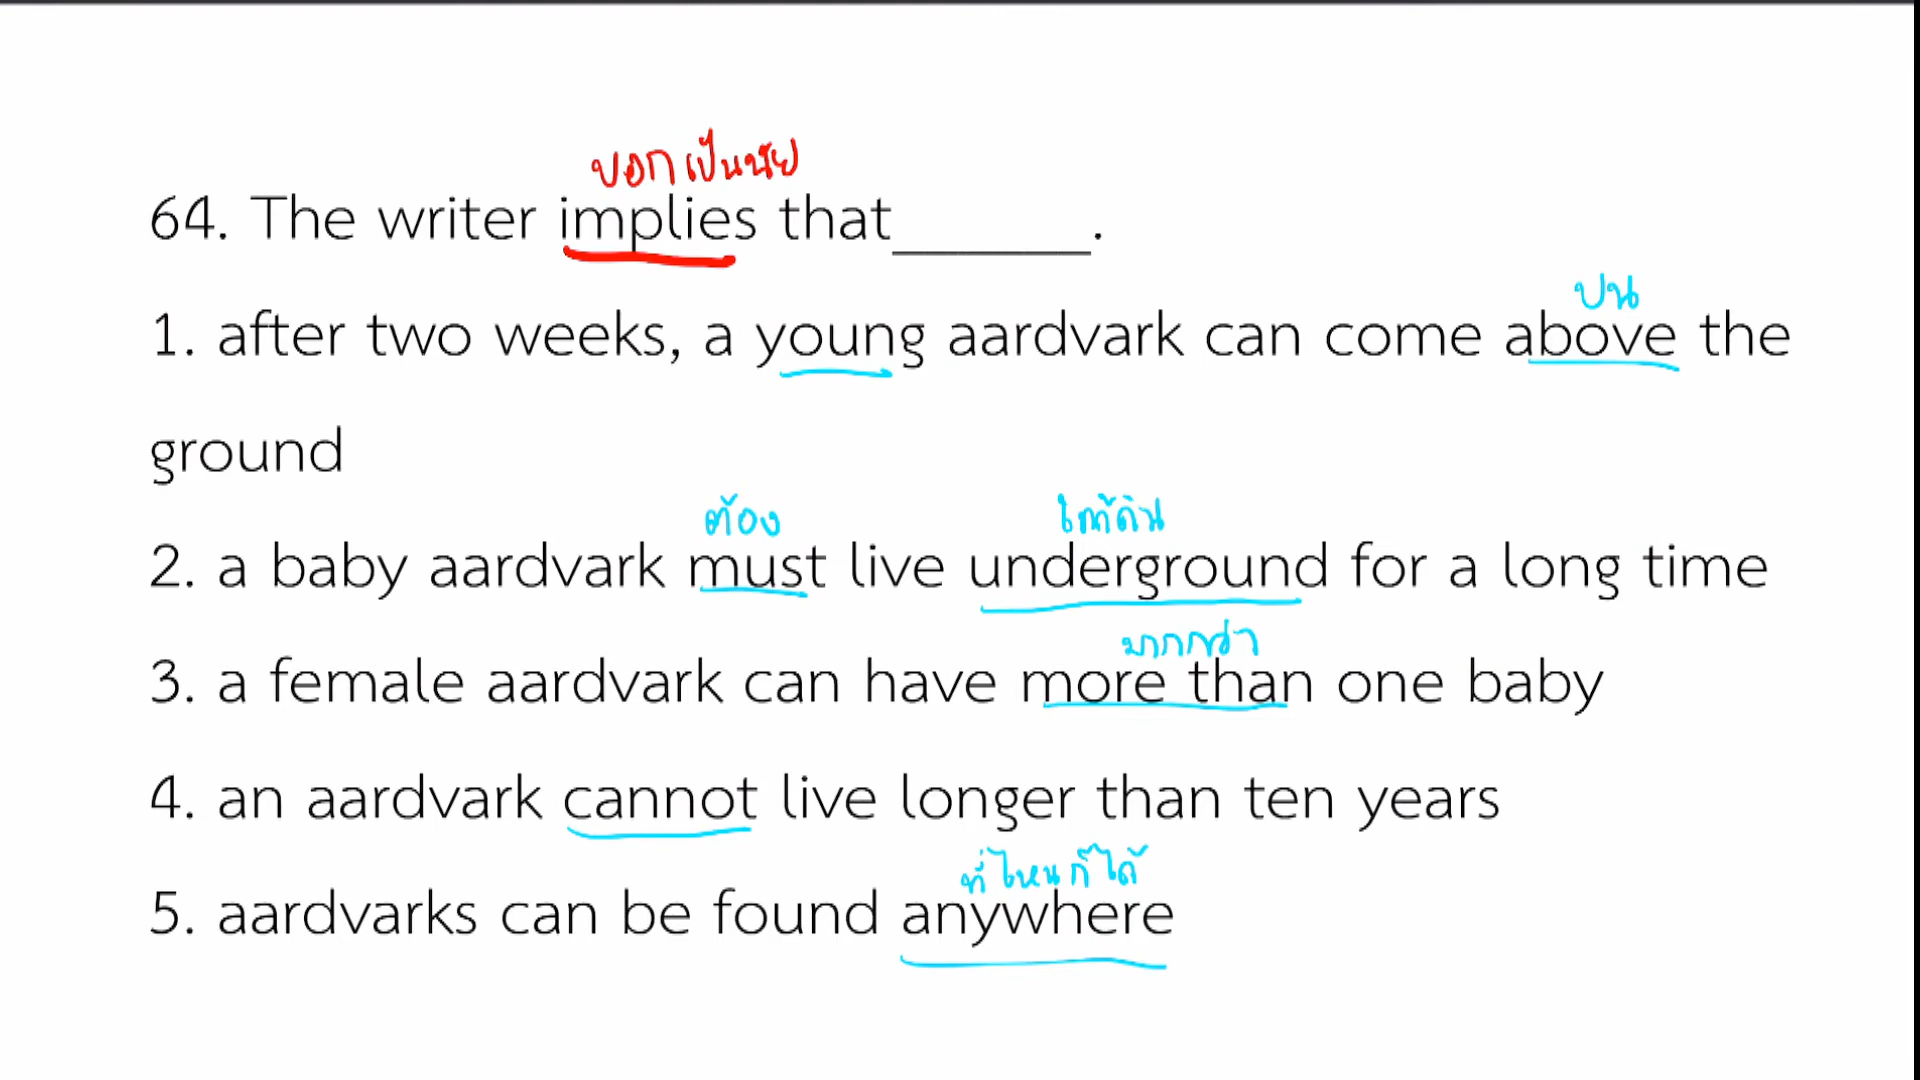 บอกเป็นนัย
64. The writer implies that______.
บน
1. after two weeks, a young aardvark can come above the
ground
ต้อง ใต้ดิน
2. a baby aardvark must live underground for a long time
มากกว่า
3. a female aardvark can have more than one baby
4. an aardvark cannot live longer than ten years
ที่ไหนก็ได้
5. aardvarks can be found anywhere